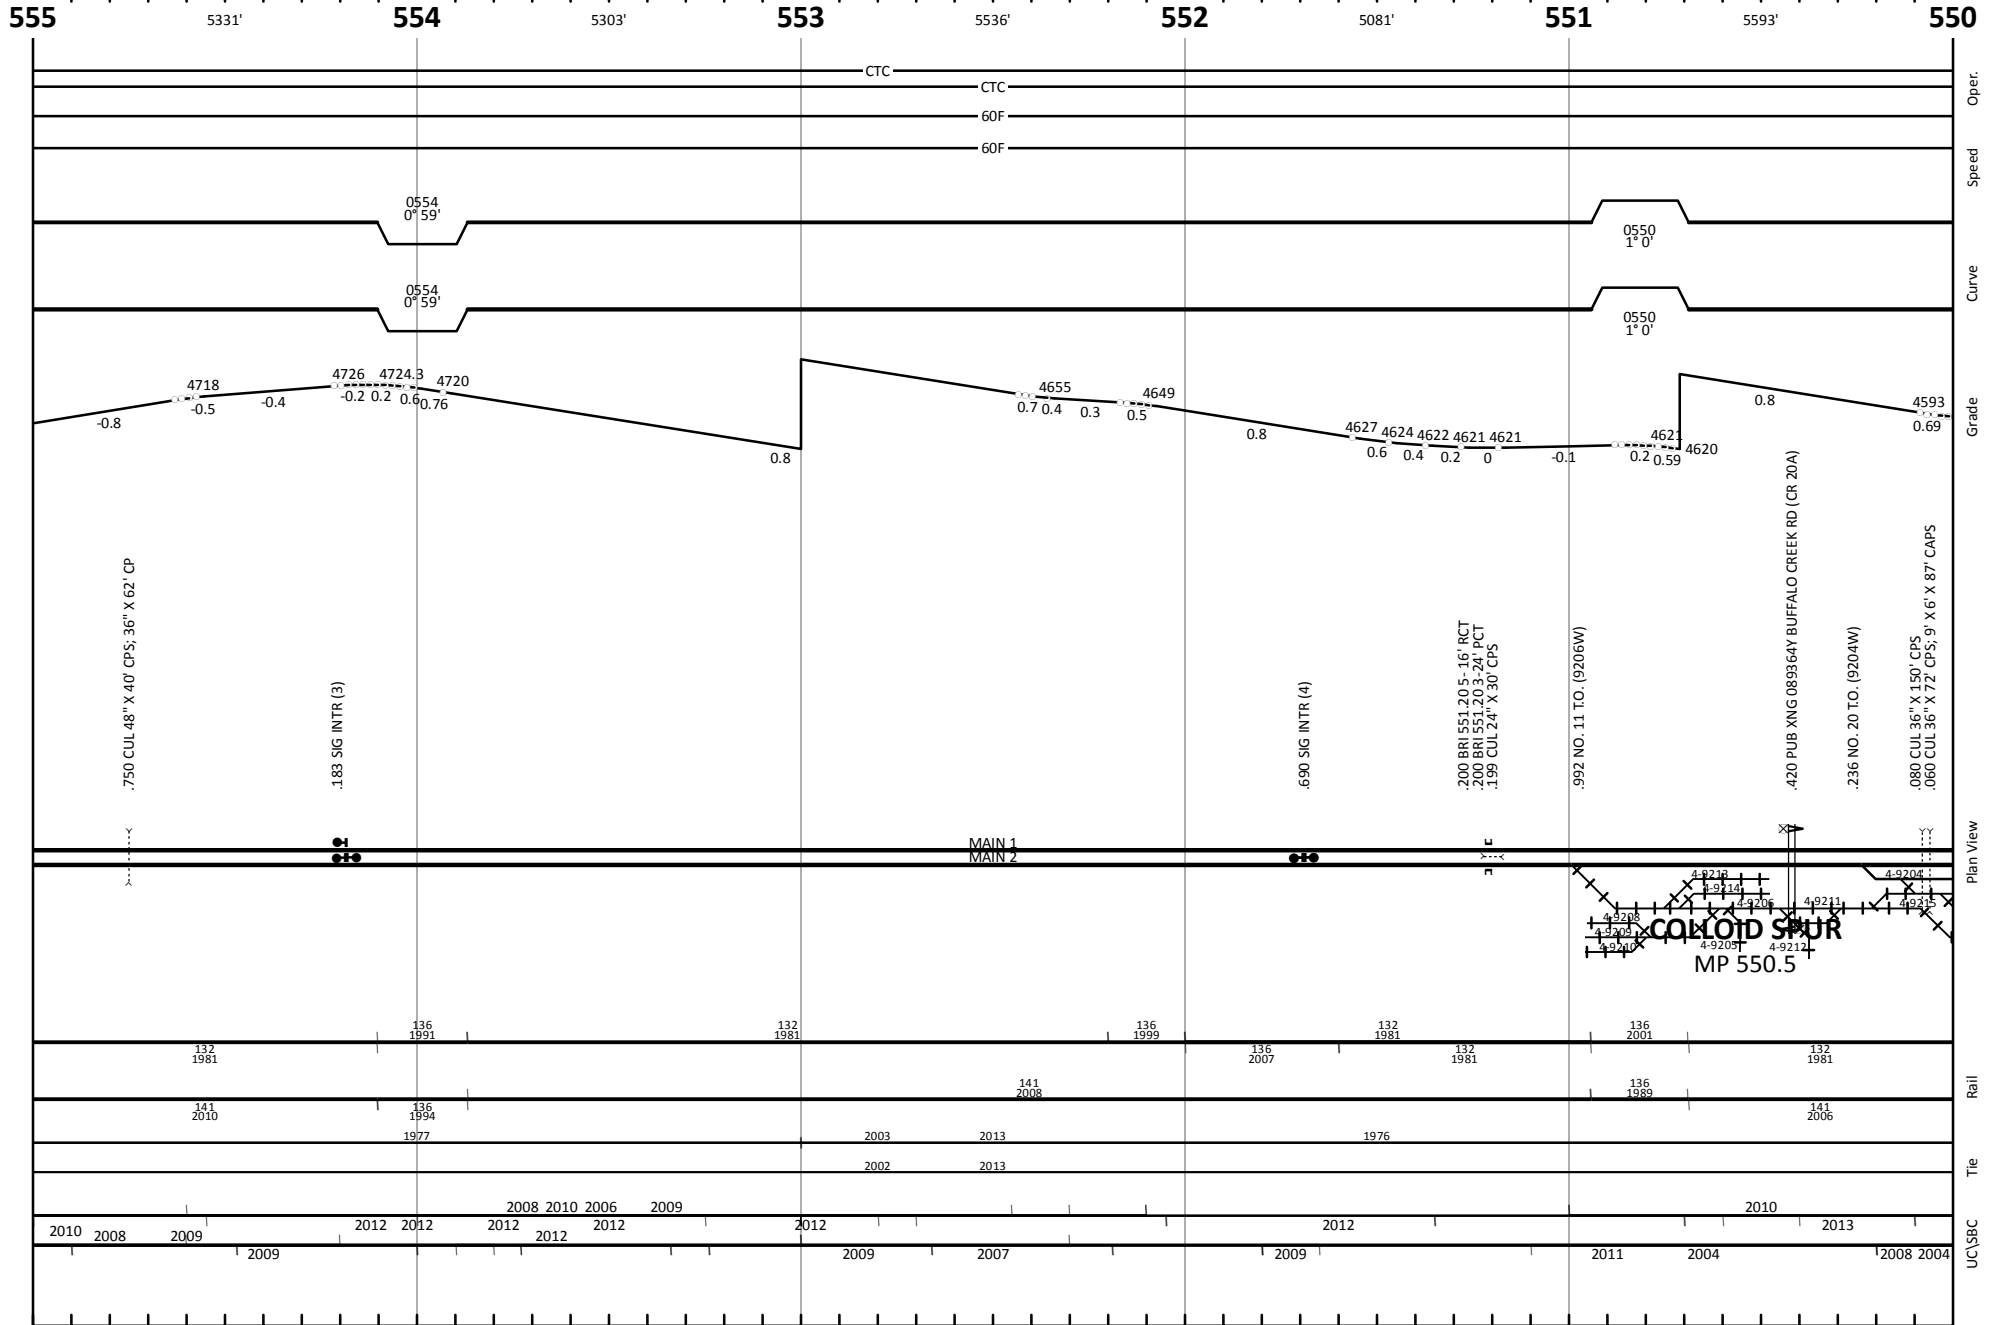 555 5331' 554 5303' 553 5536' 552 5081' 551 5593' 550
CTC
CTC
60F
60F
Oper.
Speed
0554
0° 59'
0550
1° 0'
Curve
0554
0° 59'
0550
1° 0'
Grade
4718 4726 4724.3 4720 4655 4649 4627 4624 4622 4621 4621 4621 4620 4593
-0.8 -0.5 -0.4 -0.2 0.2 0.6 0.76 0.8 0.7 0.4 0.3 0.5 0.8 0.6 0.4 0.2 0 -0.1 0.2 0.59 0.8 0.69
.750 CUL 48" X 40' CPS; 36" X 62' CP
.183 SIG INTR (3)
.690 SIG INTR (4)
.200 BRI 551.20 5- 16' RCT
.200 BRI 551.20 3-24' PCT
.199 CUL 24" X 30' CPS
.992 NO. 11 T.O. (9206W)
.420 PUB XNG 089364Y BUFFALO CREEK RD (CR 20A)
.236 NO. 20 T.O. (9204W)
.080 CUL 36" X 150' CPS
.060 CUL 36" X 72' CPS; 9' X 6' X 87' CAPS
MAIN 1
MAIN 2
Plan View
4-9213 4-9204
4-9214
4-9206 4-9211 4-9215
4-9208
4-9209
4-9210 4-9205 4-9212
COLLOID SPUR
MP 550.5
136 132 136 132 136
1991 1981 1999 1981 2001
132 136 132 132
1981 2007 1981 1981
Rail
141 136
2008 1989
141 136 141
2010 1994 2006
1977 2003 2013 1976
Tie
2002 2013
2008 2010 2006 2009 2010
2012 2012 2012 2012 2012 2012 2013
2010 2008 2009 2012
UC\SBC
2009 2009 2007 2009 2011 2004 2008 2004